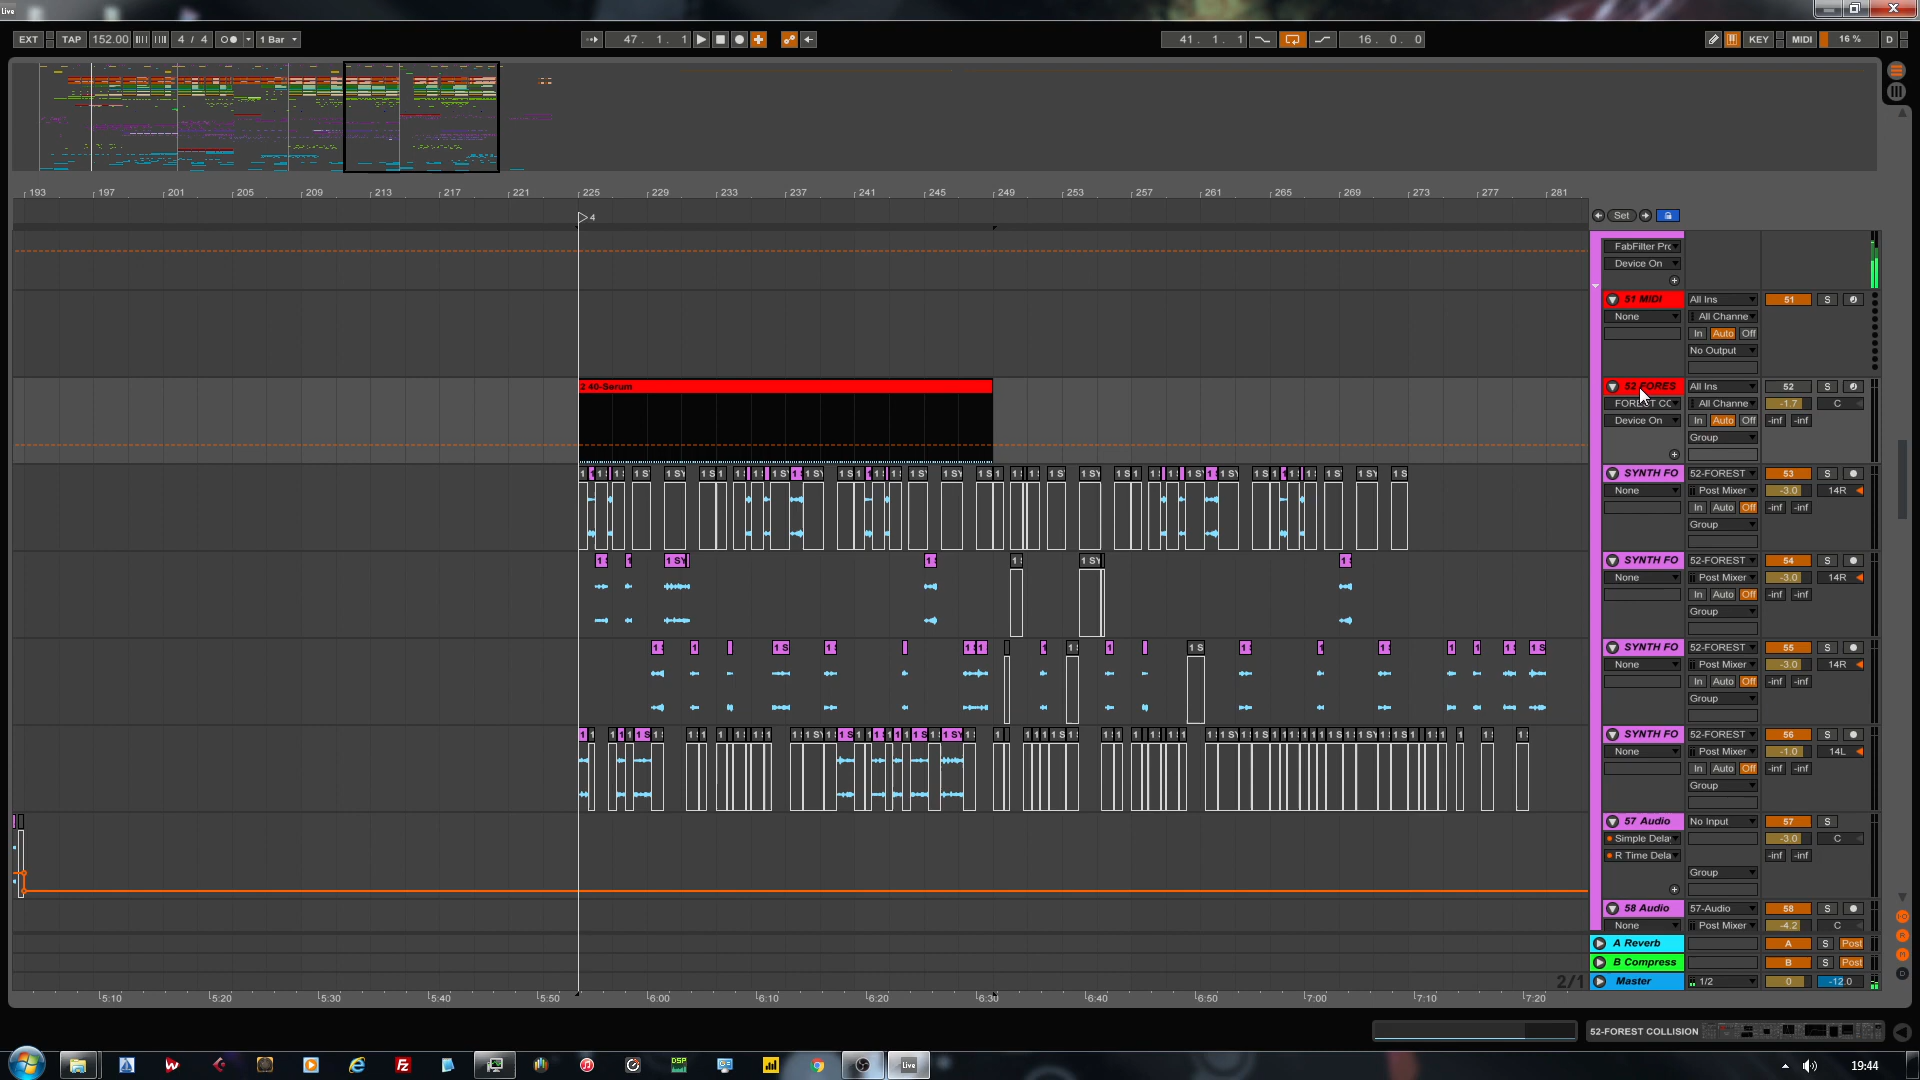 Live
EXT TAP 152.00 4 / 4 1 Bar 47 . 1 . 1 41 . 1 . 1 16 . 0 . 0 KEY MIDI 16 % D
193 197 201 205 209 213 217 221 225 229 233 237 241 245 249 253 257 261 265 269 273 277 281
4 Set
FabFilter Pro
Device On
51 MIDI All Ins 51 S
None All Channe
In Auto Off
No Output
2 40-Serum 52 FORES All Ins 52 S
FOREST CO All Channe -1.7 C
Device On In Auto Off -inf -inf
Group
SYNTH FO 52-FOREST 53 S
None Post Mixer -3.0 14R
In Auto Off -inf -inf
Group
SYNTH FO 52-FOREST 54 S
None Post Mixer -3.0 14R
In Auto Off -inf -inf
Group
SYNTH FO 52-FOREST 55 S
None Post Mixer -3.0 14R
In Auto Off -inf -inf
Group
SYNTH FO 52-FOREST 56 S
None Post Mixer -1.0 14L
In Auto Off -inf -inf
Group
57 Audio No Input 57 S
Simple Dela -3.0 C
R Time Dela -inf -inf
Group
58 Audio 57-Audio 58 S
None Post Mixer -4.2 C
A Reverb A S Post
B Compress B S Post
2/1 Master 1/2 0 -12.0
5:10 5:20 5:30 5:40 5:50 6:00 6:10 6:20 6:30 6:40 6:50 7:00 7:10 7:20
52-FOREST COLLISION
DSP Live 19:44